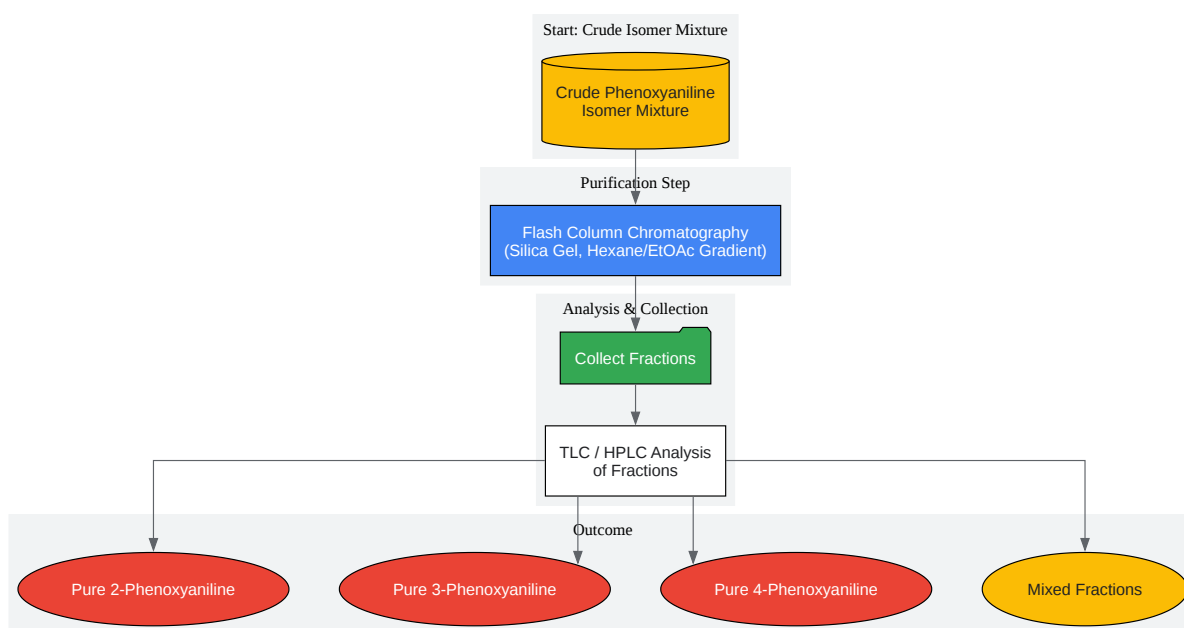 Start: Crude Isomer Mixture
Crude Phenoxyaniline
Isomer Mixture
Purification Step
Flash Column Chromatography
(Silica Gel, Hexane/EtOAc Gradient)
Analysis & Collection
Collect Fractions
TLC / HPLC Analysis
of Fractions
Outcome
Pure 2-Phenoxyaniline
Pure 3-Phenoxyaniline
Pure 4-Phenoxyaniline
Mixed Fractions